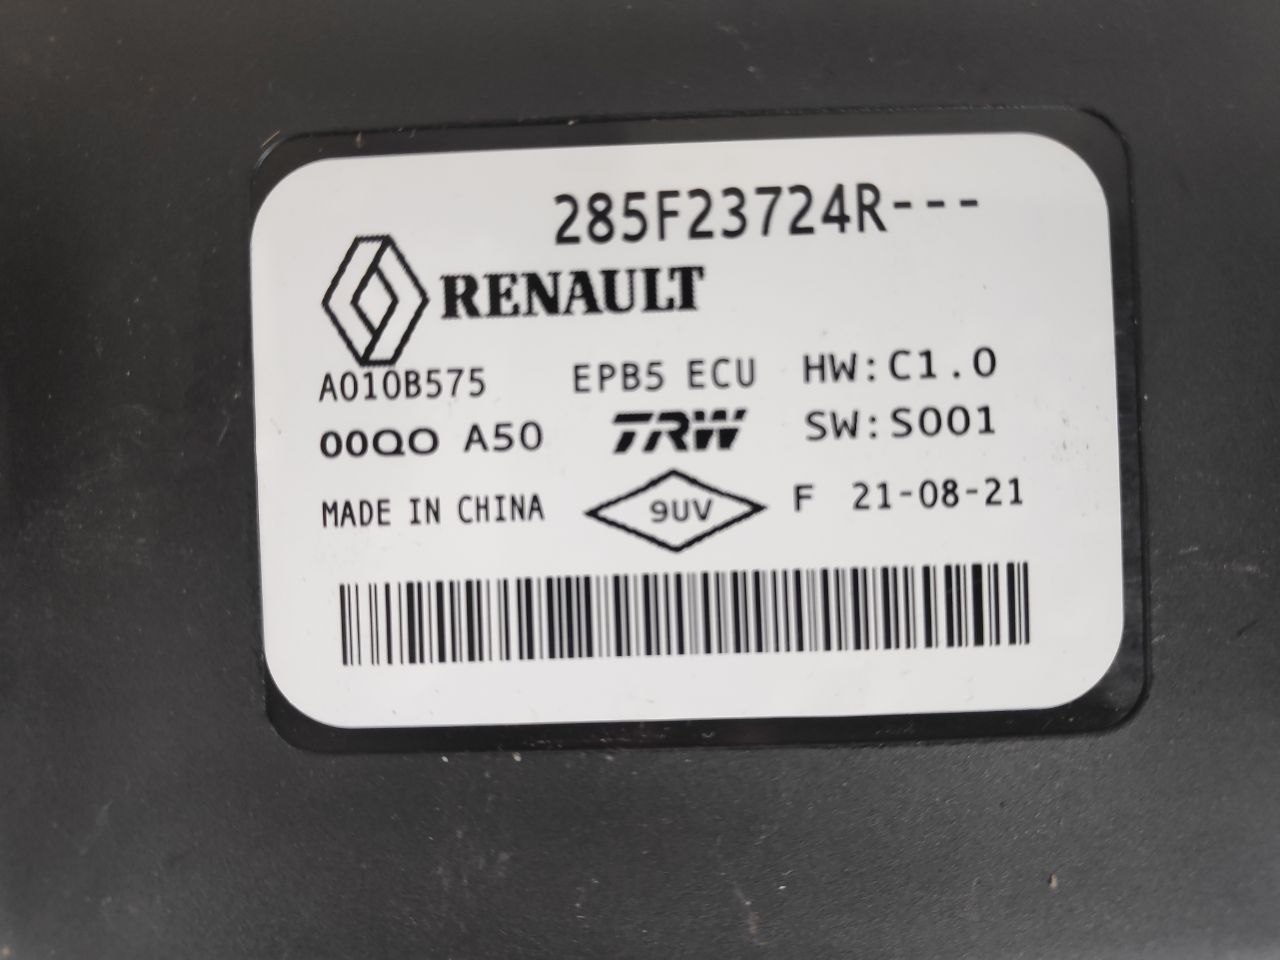 285F23724R---
RENAULT
A010B575 EPB5 ECU HW:C1.0
00Q0 A50 TRW SW:S001
MADE IN CHINA 9UV F 21-08-21